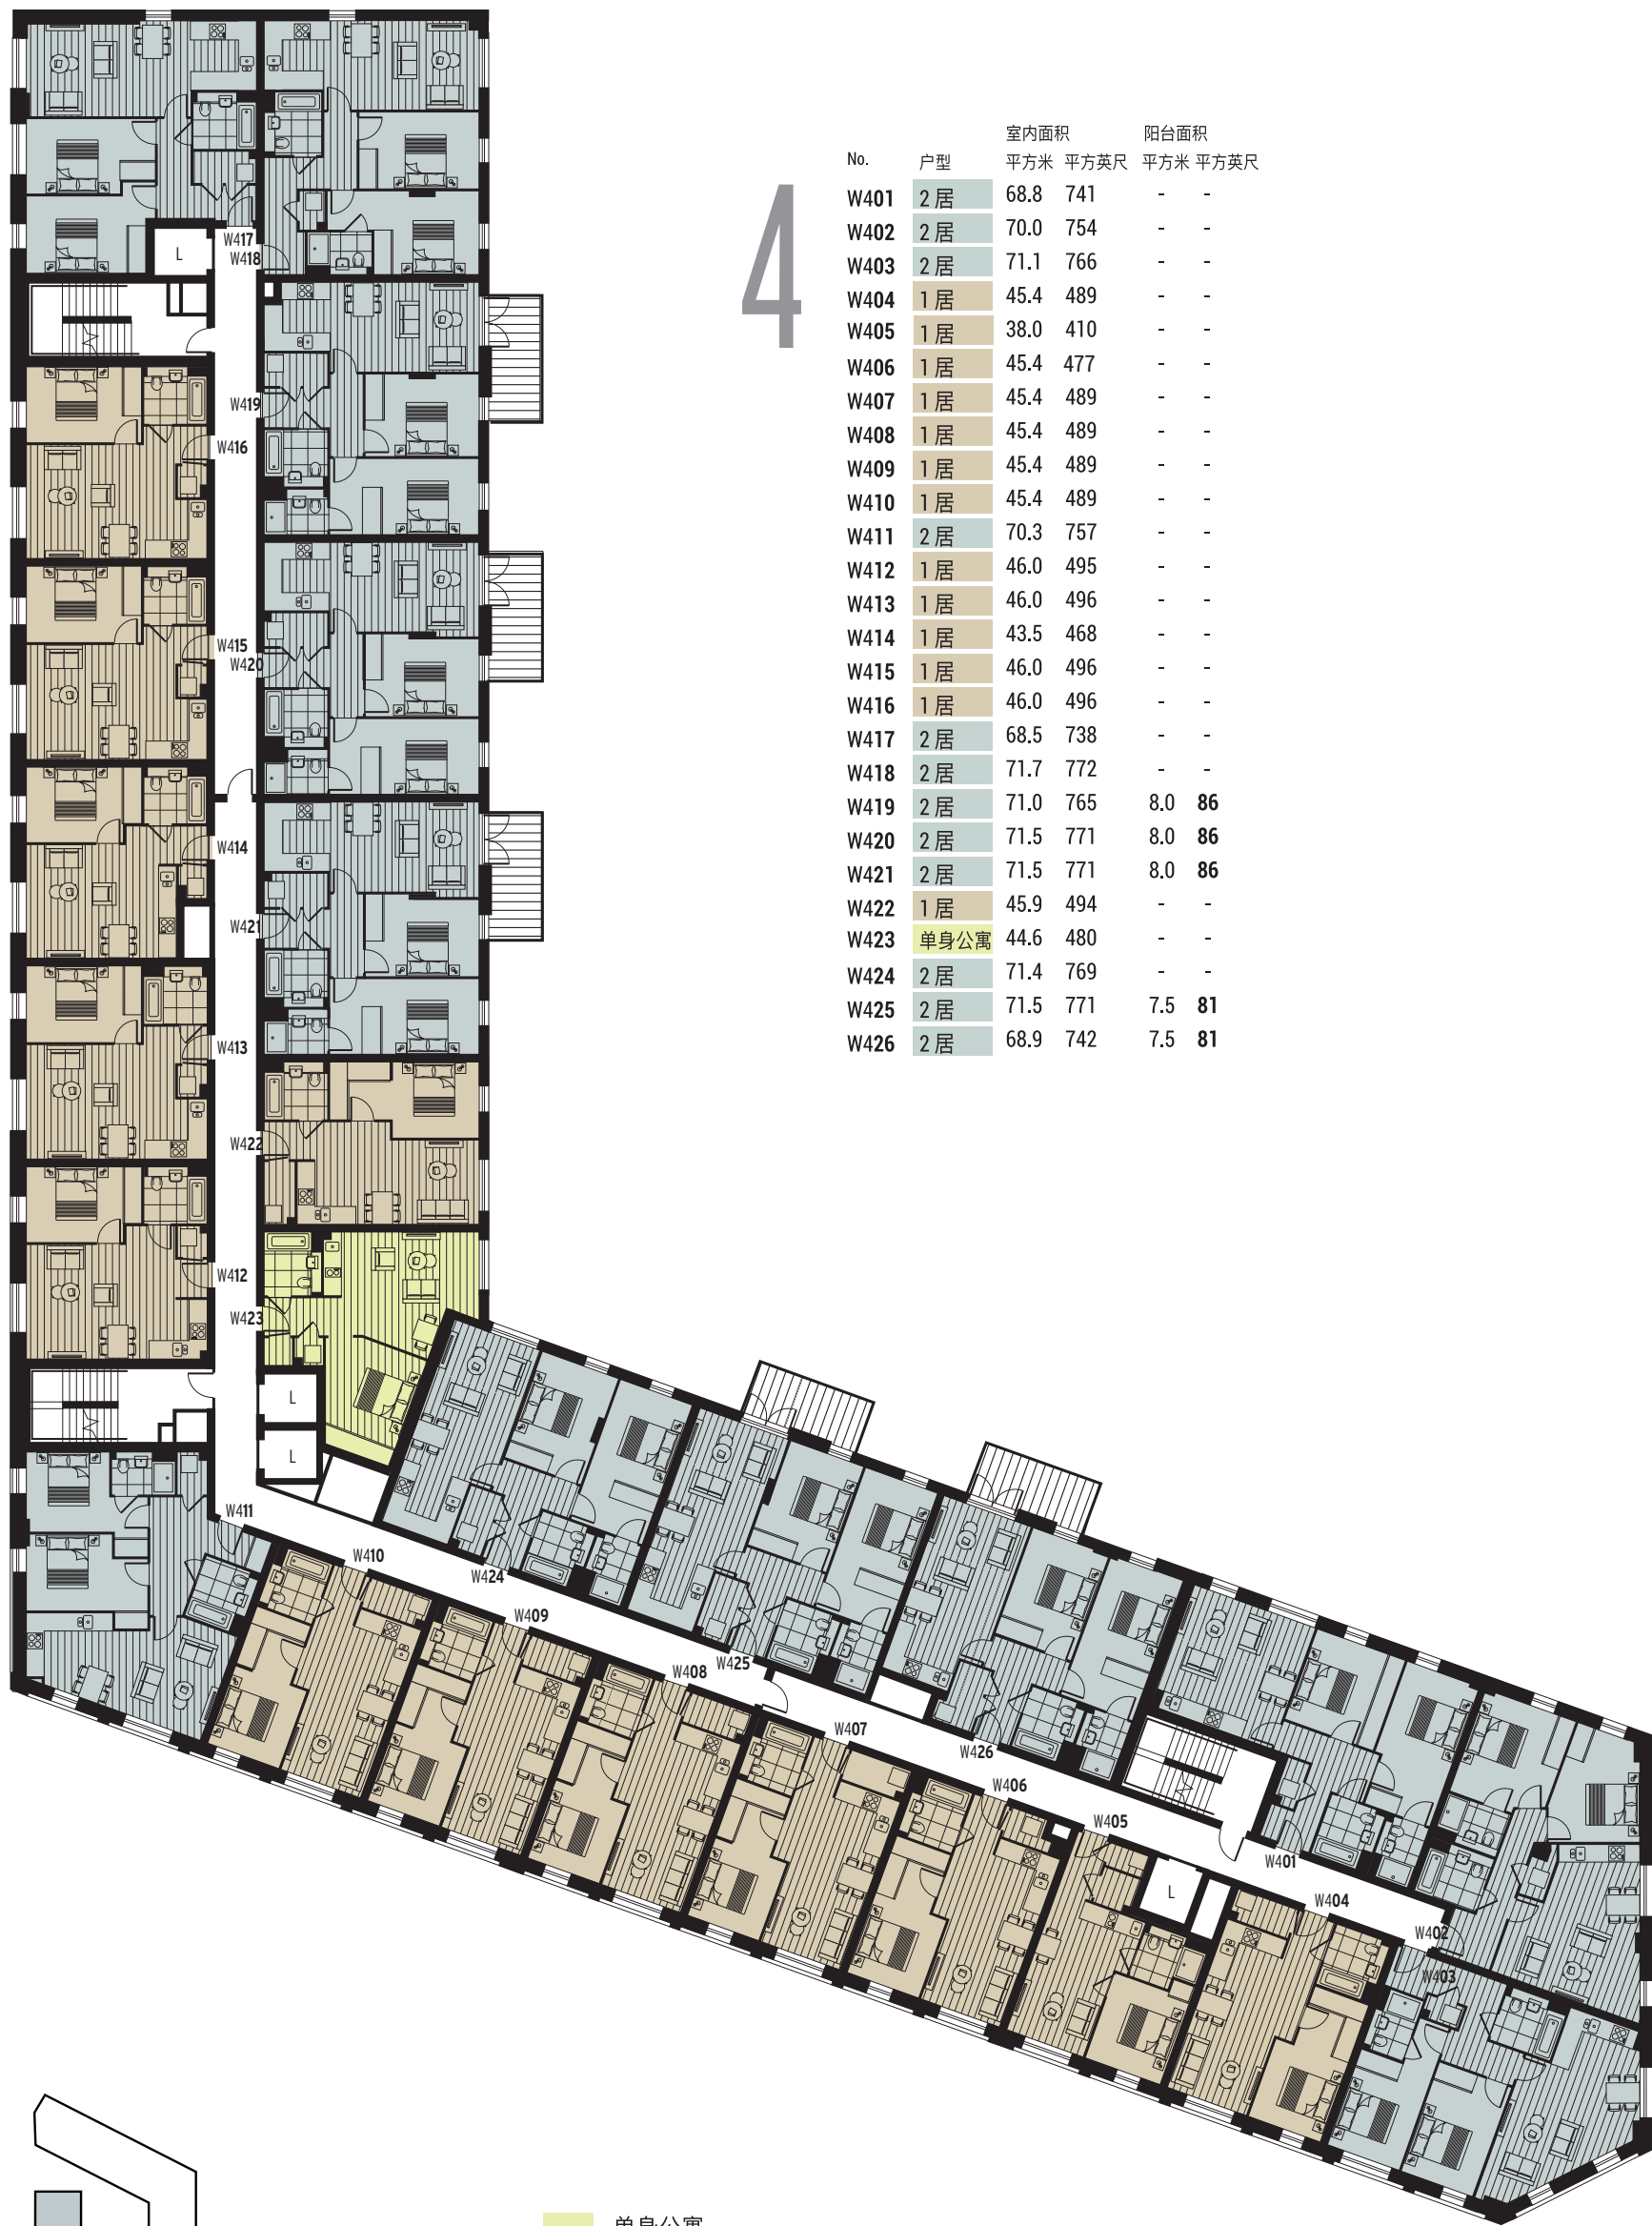 4
室内面积 阳台面积
No. 户型 平方米 平方英尺 平方米 平方英尺
W401 2 居 68.8 741 - -
W402 2 居 70.0 754 - -
W403 2 居 71.1 766 - -
W404 1 居 45.4 489 - -
W405 1 居 38.0 410 - -
W406 1 居 45.4 477 - -
W407 1 居 45.4 489 - -
W408 1 居 45.4 489 - -
W409 1 居 45.4 489 - -
W410 1 居 45.4 489 - -
W411 2 居 70.3 757 - -
W412 1 居 46.0 495 - -
W413 1 居 46.0 496 - -
W414 1 居 43.5 468 - -
W415 1 居 46.0 496 - -
W416 1 居 46.0 496 - -
W417 2 居 68.5 738 - -
W418 2 居 71.7 772 - -
W419 2 居 71.0 765 8.0 86
W420 2 居 71.5 771 8.0 86
W421 2 居 71.5 771 8.0 86
W422 1 居 45.9 494 - -
W423 单身公寓 44.6 480 - -
W424 2 居 71.4 769 - -
W425 2 居 71.5 771 7.5 81
W426 2 居 68.9 742 7.5 81
W417
L
W418
W419
W416
W415
W420
W414
W421
W413
W422
W412
W423
L
L
W411
W410
W424
W409
W425
W408
W407
W426
W406
W405
W401
L
W404
W402
W403
单身公寓